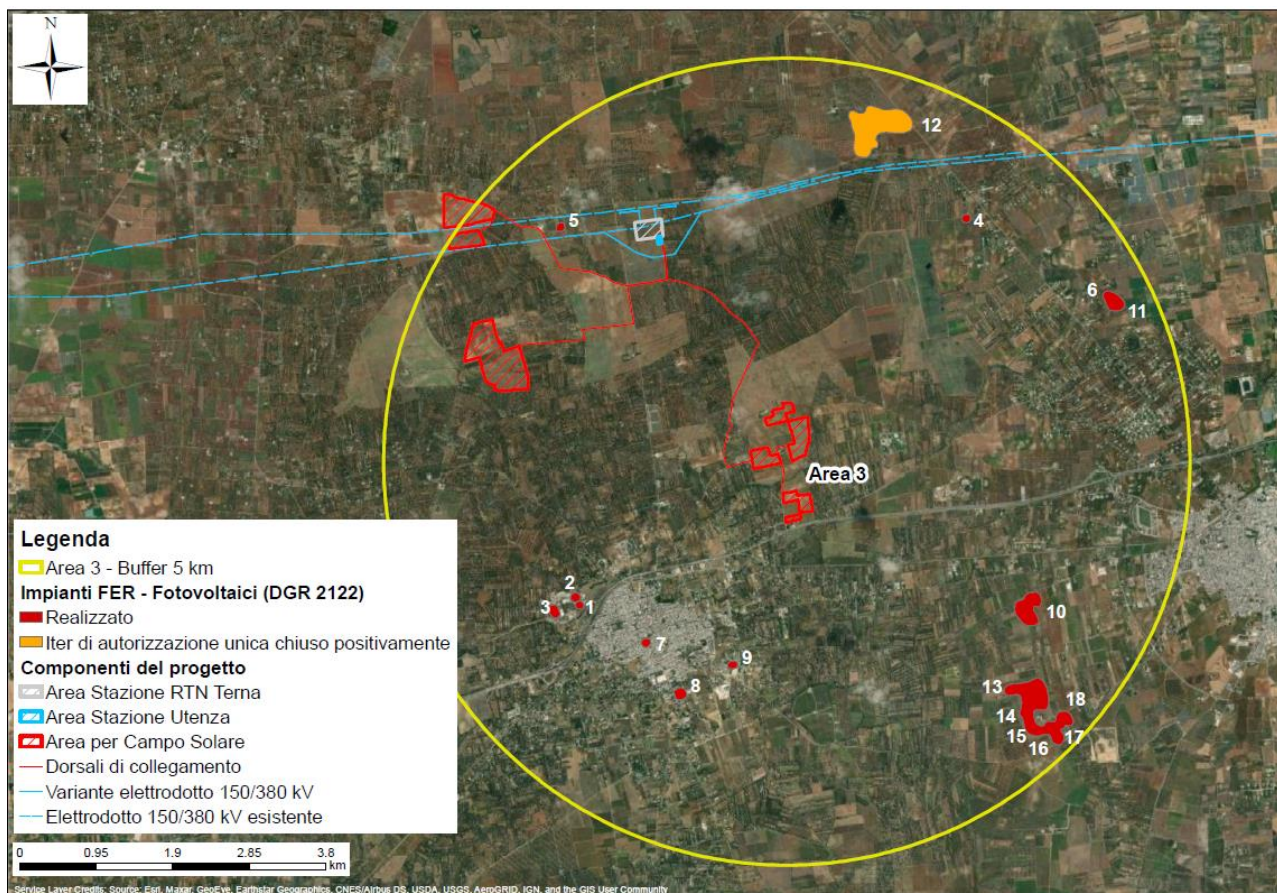 N
12
4
5
6
11
Area 3
2
3
1
7
9
8
10
13
18
14
15
17
16
Legenda
Area 3 - Buffer 5 km
Impianti FER - Fotovoltaici (DGR 2122)
Realizzato
Iter di autorizzazione unica chiuso positivamente
Componenti del progetto
Area Stazione RTN Terna
Area Stazione Utenza
Area per Campo Solare
Dorsali di collegamento
Variante elettrodotto 150/380 kV
Elettrodotto 150/380 kV esistente
0 0.95 1.9 2.85 3.8
km
Service Layer Credits: Source: Esri, Maxar, GeoEye, Earthstar Geographics, CNES/Airbus DS, USDA, USGS, AeroGRID, IGN, and the GIS User Community